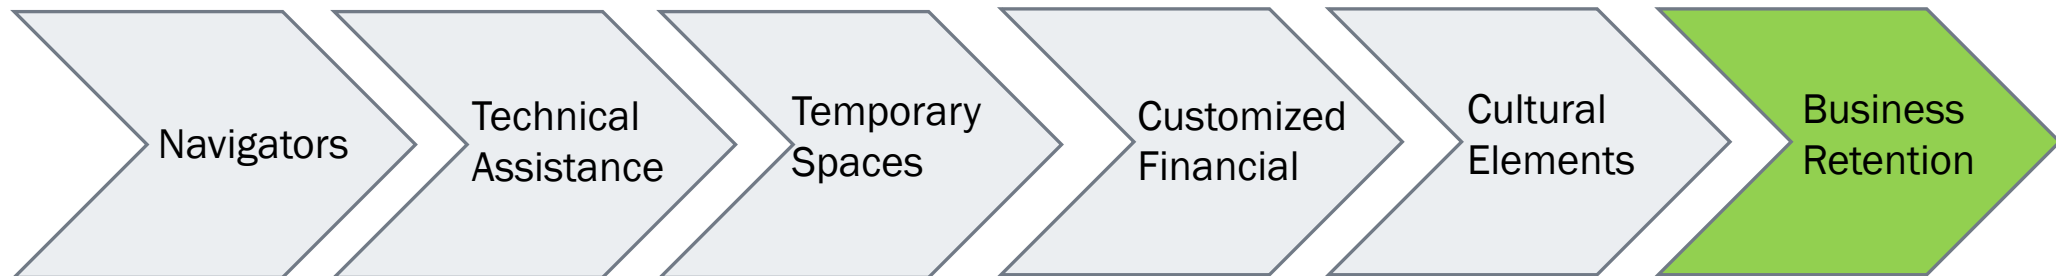 Navigators
Technical
Assistance
Temporary
Spaces
Customized
Financial
Cultural
Elements
Business
Retention